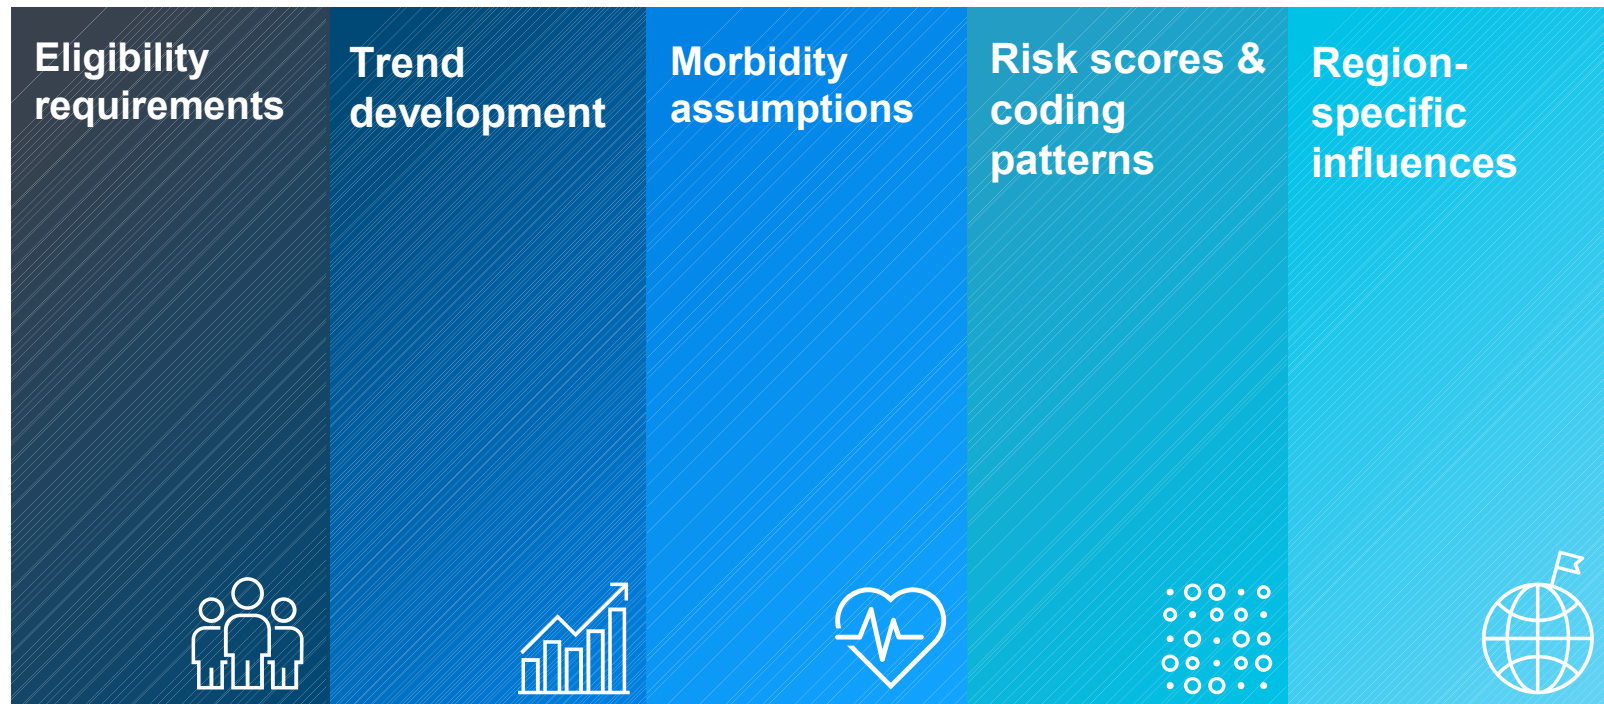 Eligibility
requirements
Trend
development
Morbidity
assumptions
Risk scores &
coding
patterns
Region-
specific
influences